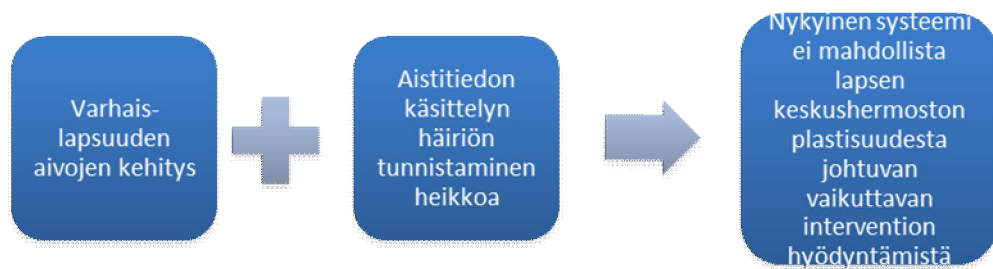 Varhais-
lapsuuden
aivojen kehitys
Aistitiedon
käsittelyn
häiriön
tunnistaminen
heikkoa
Nykyinen systeemi
ei mahdollista
lapsen
keskushermoston
plastisuudesta
johtuvan
vaikuttavan
intervention
hyödyntämistä